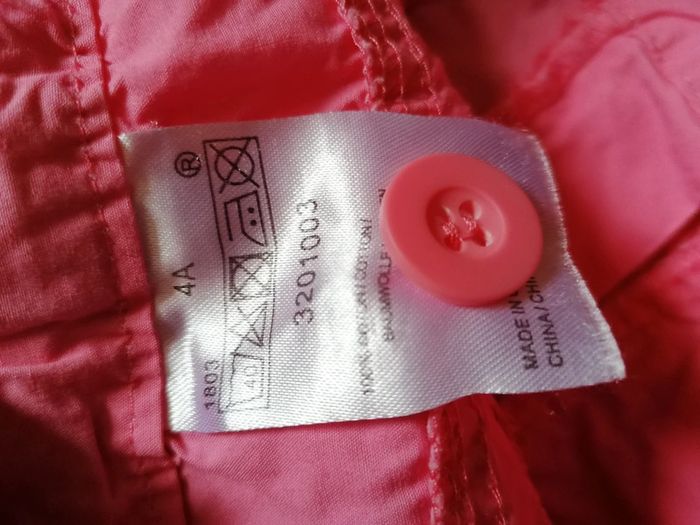 1803 4A ®
40
3201003
100% COTTON/
BAUMWOLLE
MADE IN
CHINA/